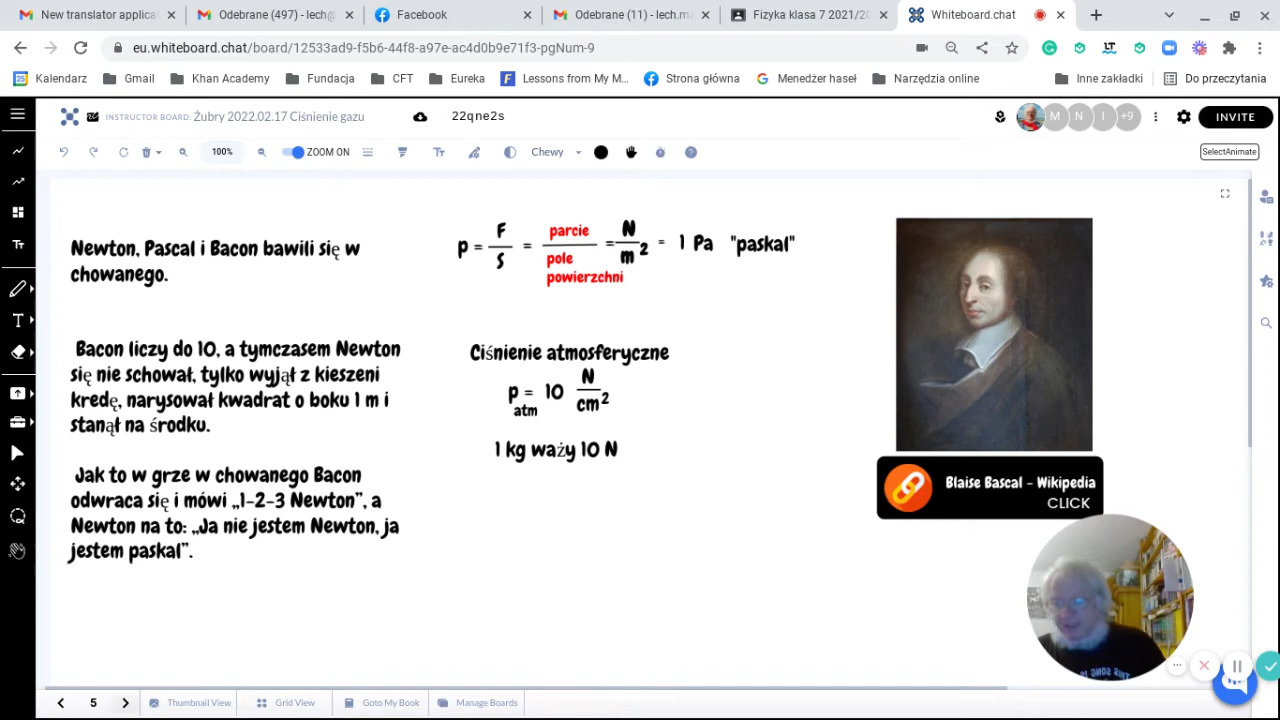 New translator applicat
Odebrane (497) - lech@
Facebook
Odebrane (11) - lech.ma
Fizyka klasa 7 2021/20
Whiteboard.chat
eu.whiteboard.chat/board/12533ad9-f5b6-44f8-a97e-ac4d0b9e71f3-pgNum-9
Kalendarz
Gmail
Khan Academy
Fundacja
CFT
Eureka
Lessons from My M...
Strona główna
Menedżer haseł
Narzędzia online
Inne zakładki
Do przeczytania
INSTRUCTOR BOARD: Żubry 2022.02.17 Ciśnienie gazu
22qne2s
M
N
I
+9
INVITE
100%
ZOOM ON
Chewy
SelectAnimate
Newton, Pascal i Bacon bawili się w
chowanego.
Bacon liczy do 10, a tymczasem Newton
się nie schował, tylko wyjął z kieszeni
kredę, narysował kwadrat o boku 1 m i
stanął na środku.
Jak to w grze w chowanego Bacon
odwraca się i mówi „1-2-3 Newton”, a
Newton na to: „Ja nie jestem Newton, ja
jestem paskal”.
p = F / S = parcie / pole powierzchni = N / m² = 1 Pa "paskal"
Ciśnienie atmosferyczne
p atm = 10 N / cm²
1 kg waży 10 N
Blaise Bascal - Wikipedia
CLICK
5
Thumbnail View
Grid View
Goto My Book
Manage Boards